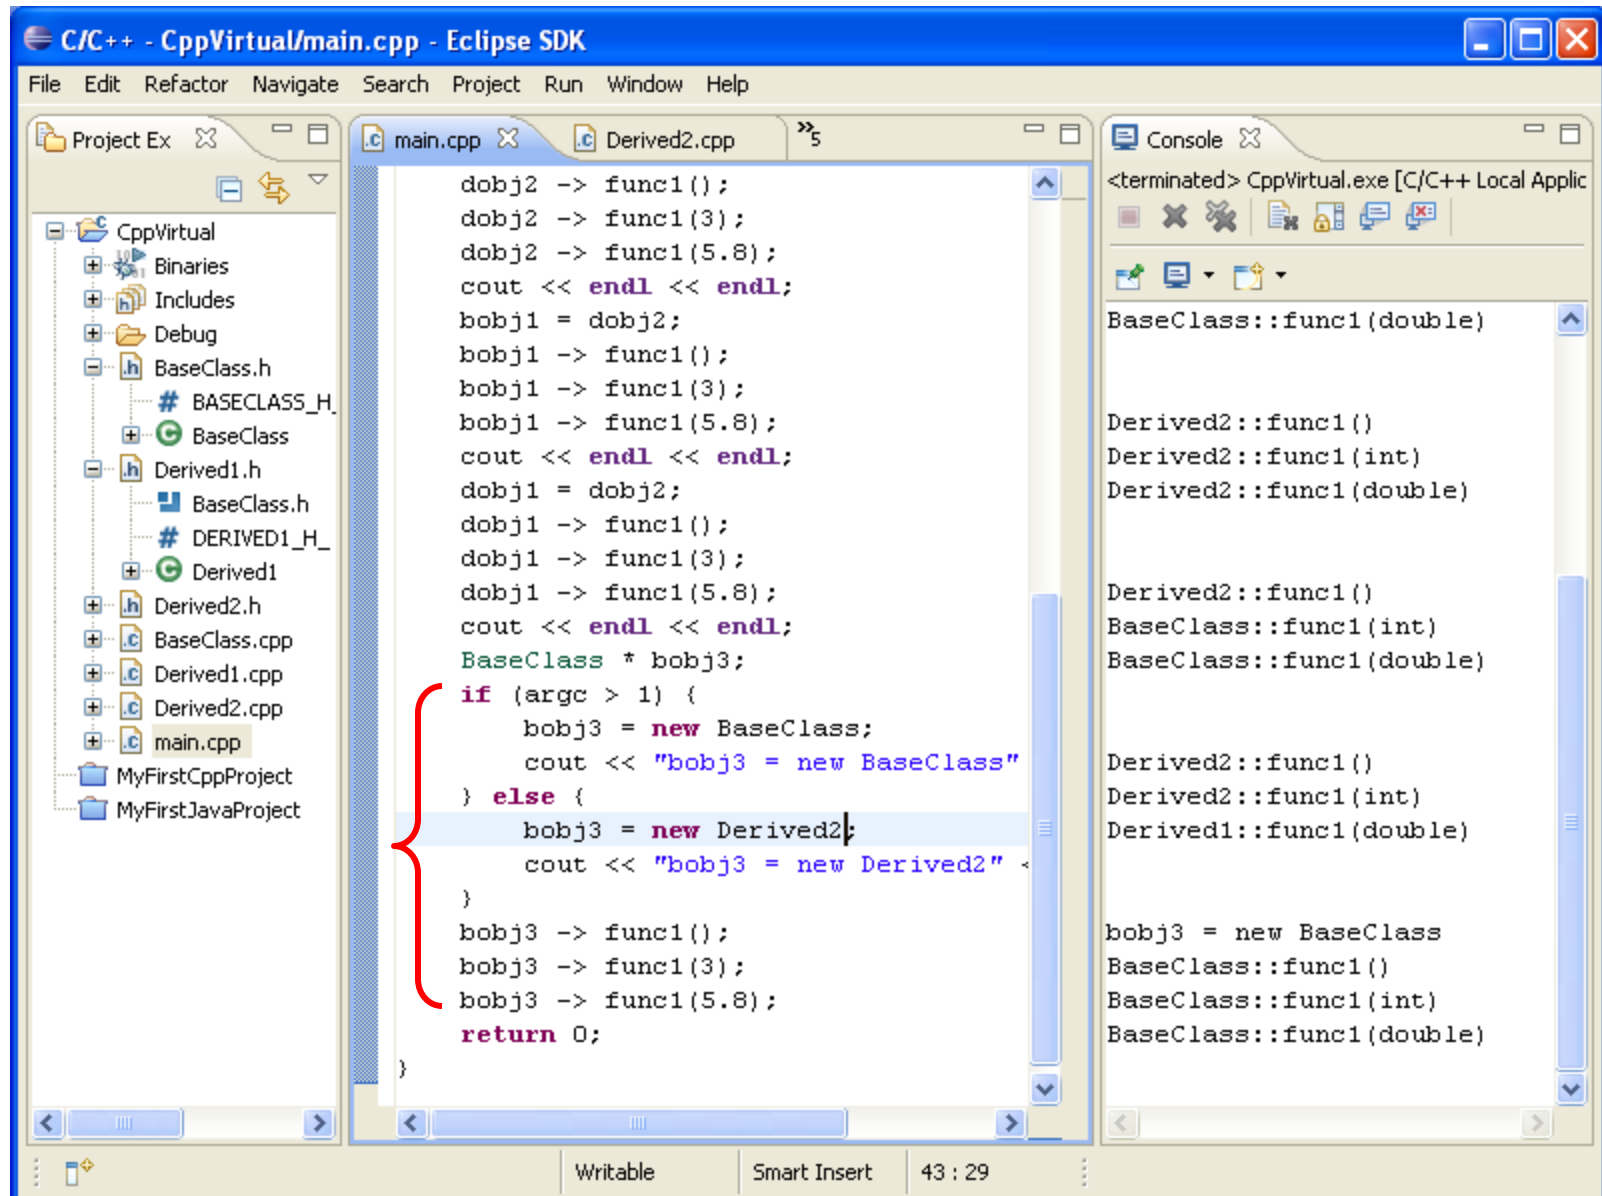 C/C++ - CppVirtual/main.cpp - Eclipse SDK
File Edit Refactor Navigate Search Project Run Window Help
Project Ex
CppVirtual
Binaries
Includes
Debug
BaseClass.h
# BASECLASS_H_
BaseClass
Derived1.h
BaseClass.h
# DERIVED1_H_
Derived1
Derived2.h
BaseClass.cpp
Derived1.cpp
Derived2.cpp
main.cpp
MyFirstCppProject
MyFirstJavaProject
main.cpp Derived2.cpp »5
dobj2 -> func1();
dobj2 -> func1(3);
dobj2 -> func1(5.8);
cout << endl << endl;
bobj1 = dobj2;
bobj1 -> func1();
bobj1 -> func1(3);
bobj1 -> func1(5.8);
cout << endl << endl;
dobj1 = dobj2;
dobj1 -> func1();
dobj1 -> func1(3);
dobj1 -> func1(5.8);
cout << endl << endl;
BaseClass * bobj3;
if (argc > 1) {
bobj3 = new BaseClass;
cout << "bobj3 = new BaseClass"
} else {
bobj3 = new Derived2;
cout << "bobj3 = new Derived2" <
}
bobj3 -> func1();
bobj3 -> func1(3);
bobj3 -> func1(5.8);
return 0;
}
Console
<terminated> CppVirtual.exe [C/C++ Local Applic
BaseClass::func1(double)
Derived2::func1()
Derived2::func1(int)
Derived2::func1(double)
Derived2::func1()
BaseClass::func1(int)
BaseClass::func1(double)
Derived2::func1()
Derived2::func1(int)
Derived1::func1(double)
bobj3 = new BaseClass
BaseClass::func1()
BaseClass::func1(int)
BaseClass::func1(double)
Writable Smart Insert 43 : 29